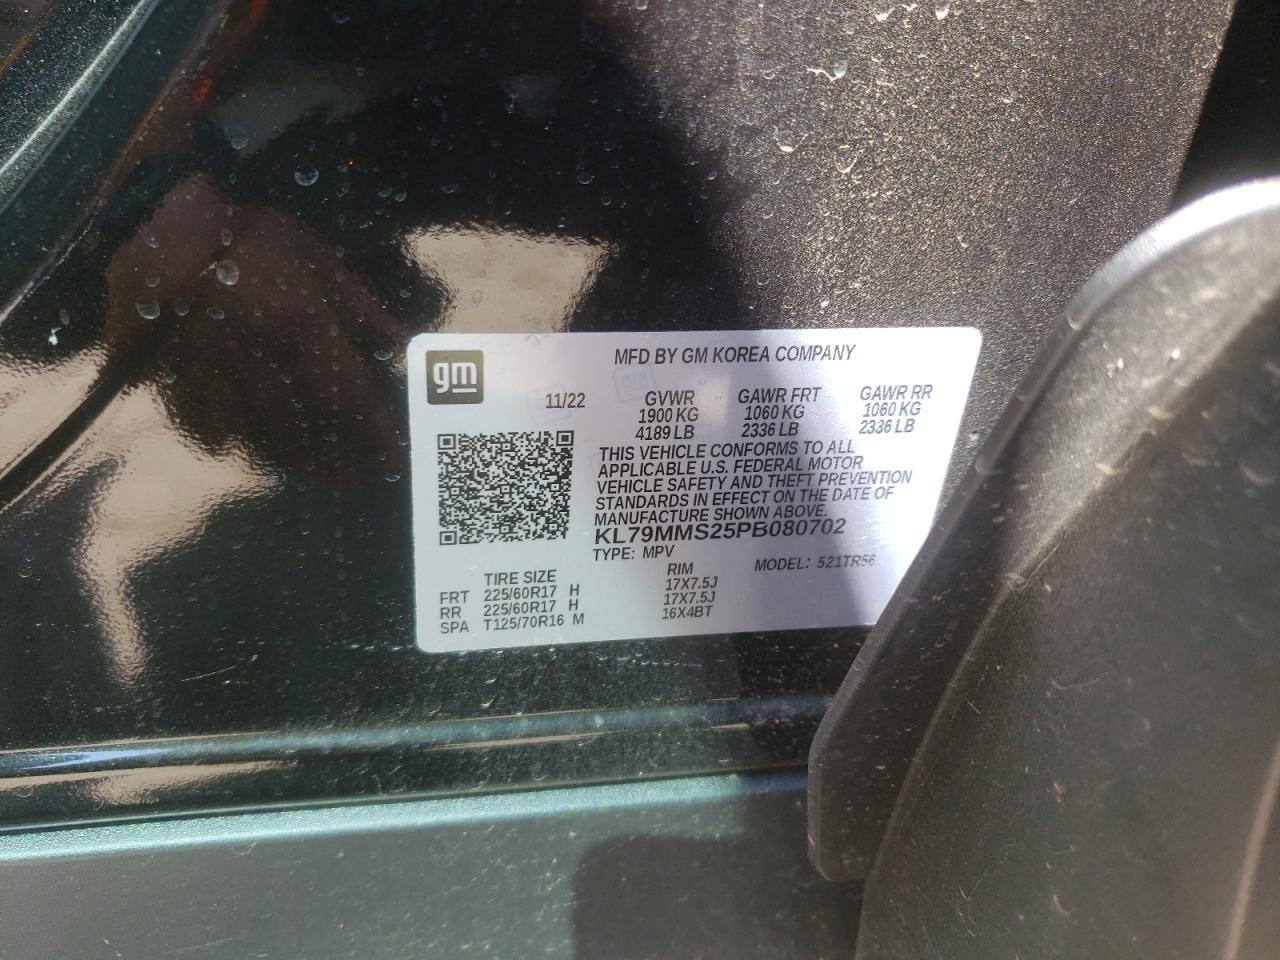 gm
MFD BY GM KOREA COMPANY
11/22
GVWR GAWR FRT GAWR RR
1900 KG 1060 KG 1060 KG
4189 LB 2336 LB 2336 LB
THIS VEHICLE CONFORMS TO ALL
APPLICABLE U.S. FEDERAL MOTOR
VEHICLE SAFETY AND THEFT PREVENTION
STANDARDS IN EFFECT ON THE DATE OF
MANUFACTURE SHOWN ABOVE.
KL79MMS25PB080702
TYPE: MPV MODEL: 521TR56
TIRE SIZE RIM
FRT 225/60R17 H 17X7.5J
RR 225/60R17 H 17X7.5J
SPA T125/70R16 M 16X4BT